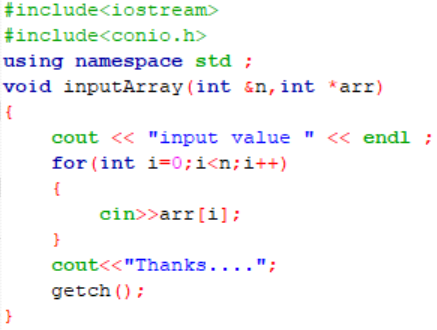 #include<iostream>
#include<conio.h>
using namespace std ;
void inputArray(int &n,int *arr)
{
    cout << "input value " << endl ;
    for(int i=0;i<n;i++)
    {
        cin>>arr[i];
    }
    cout<<"Thanks....";
    getch();
}